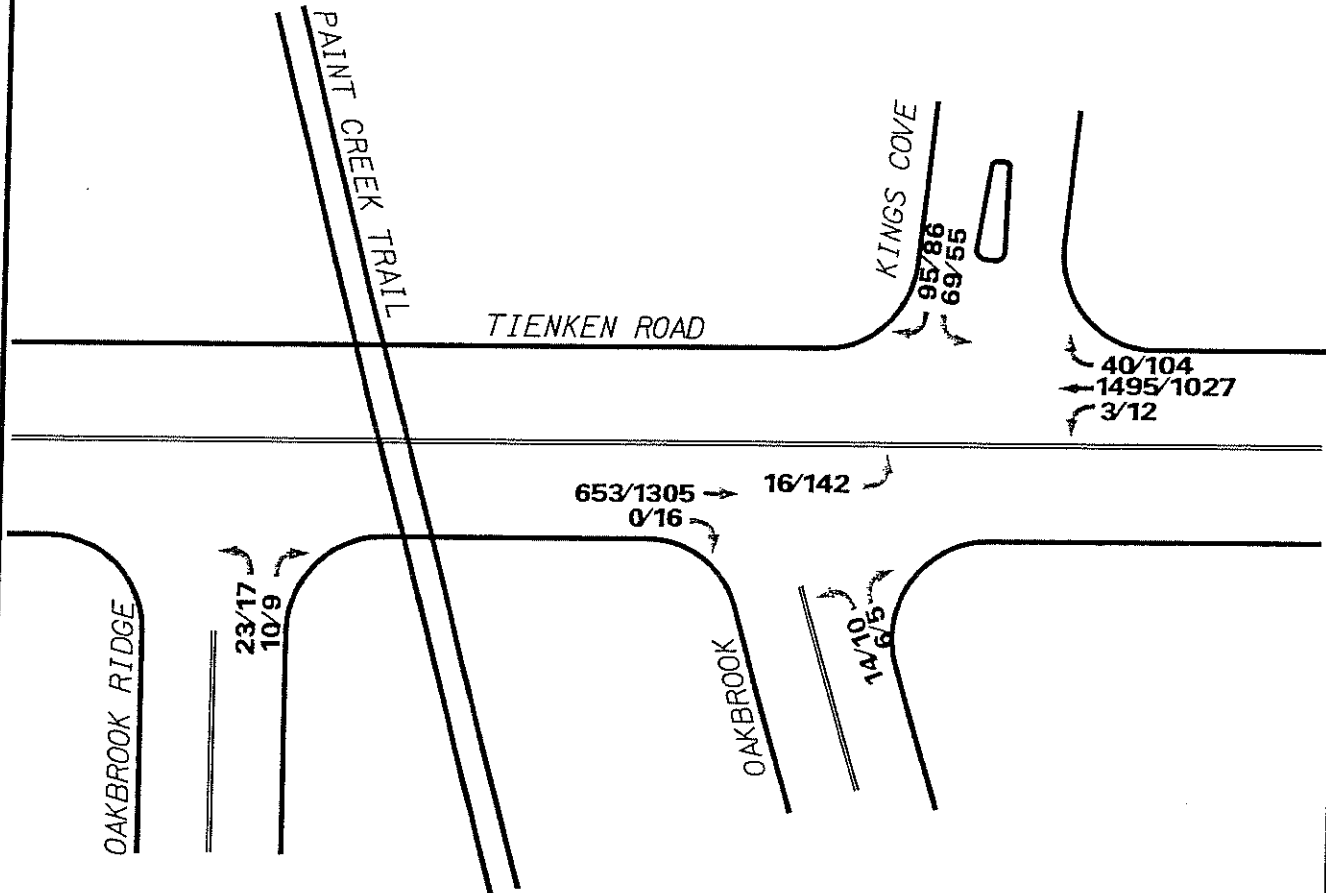 PAINT CREEK TRAIL
KINGS COVE
95/86
69/55
TIENKEN ROAD
40/104
1495/1027
3/12
653/1305
16/142
0/16
23/17
10/9
14/10
6/5
OAKBROOK RIDGE
OAKBROOK